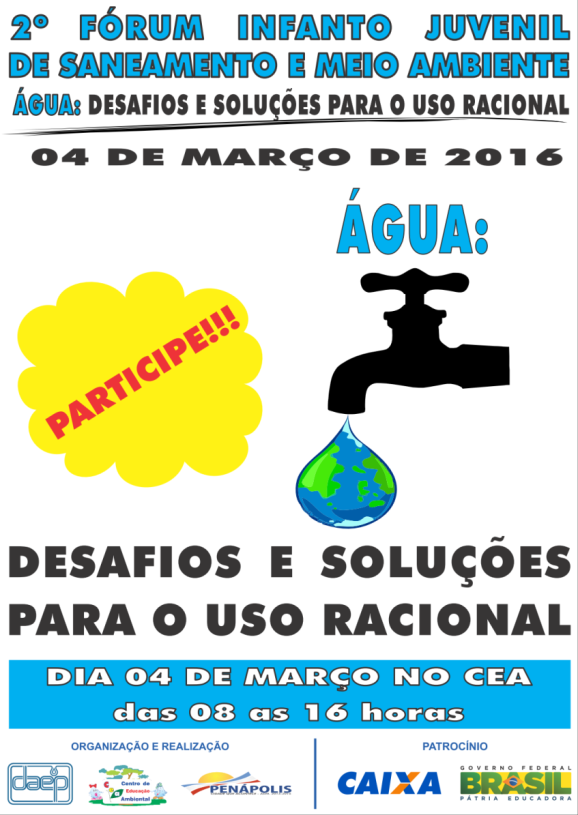 2º FÓRUM INFANTO JUVENIL
DE SANEAMENTO E MEIO AMBIENTE
ÁGUA: DESAFIOS E SOLUÇÕES PARA O USO RACIONAL
04 DE MARÇO DE 2016
ÁGUA:
PARTICIPE!!!
DESAFIOS E SOLUÇÕES
PARA O USO RACIONAL
DIA 04 DE MARÇO NO CEA
das 08 as 16 horas
ORGANIZAÇÃO E REALIZAÇÃO
PATROCÍNIO
daep
Centro de
Educação
Ambiental
PENÁPOLIS
CAIXA
GOVERNO FEDERAL
BRASIL
PÁTRIA EDUCADORA